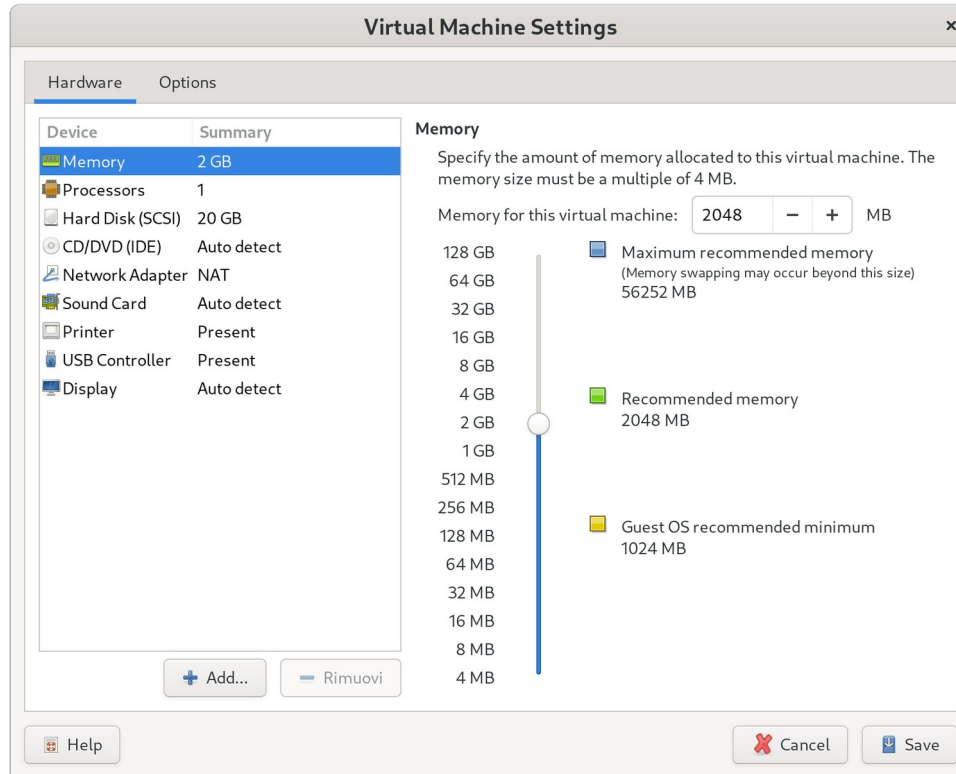 Virtual Machine Settings
×
Hardware Options
Device Summary
Memory 2 GB
Processors 1
Hard Disk (SCSI) 20 GB
CD/DVD (IDE) Auto detect
Network Adapter NAT
Sound Card Auto detect
Printer Present
USB Controller Present
Display Auto detect
Add...
Rimuovi
Memory
Specify the amount of memory allocated to this virtual machine. The
memory size must be a multiple of 4 MB.
Memory for this virtual machine: 2048 − + MB
128 GB
64 GB
32 GB
16 GB
8 GB
4 GB
2 GB
1 GB
512 MB
256 MB
128 MB
64 MB
32 MB
16 MB
8 MB
4 MB
Maximum recommended memory
(Memory swapping may occur beyond this size)
56252 MB
Recommended memory
2048 MB
Guest OS recommended minimum
1024 MB
Help
Cancel
Save